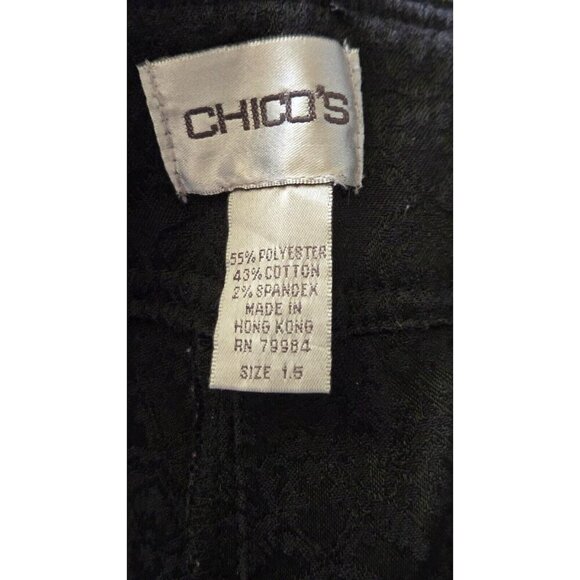 CHICO'S
55% POLYESTER
43% COTTON
2% SPANDEX
MADE IN
HONG KONG
RN 79984
SIZE 1.5